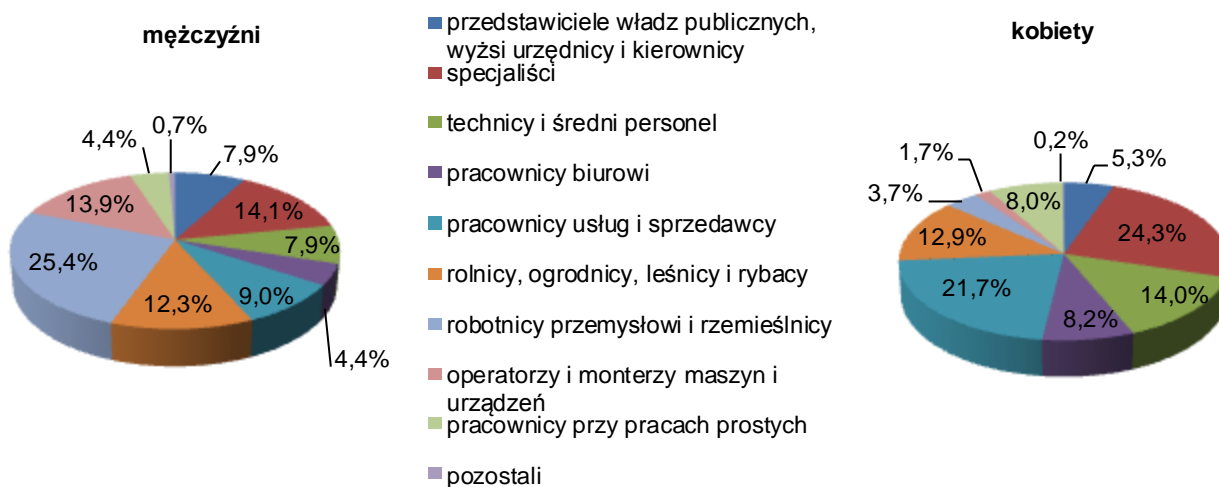 mężczyźni
0,7%
4,4%
7,9%
13,9%
14,1%
7,9%
25,4%
12,3%
9,0%
4,4%
przedstawiciele władz publicznych,
wyżsi urzędnicy i kierownicy
specjaliści
technicy i średni personel
pracownicy biurowi
pracownicy usług i sprzedawcy
rolnicy, ogrodnicy, leśnicy i rybacy
robotnicy przemysłowi i rzemieślnicy
operatorzy i monterzy maszyn i
urządzeń
pracownicy przy pracach prostych
pozostali
kobiety
0,2%
1,7%
5,3%
3,7%
8,0%
12,9%
24,3%
21,7%
14,0%
8,2%